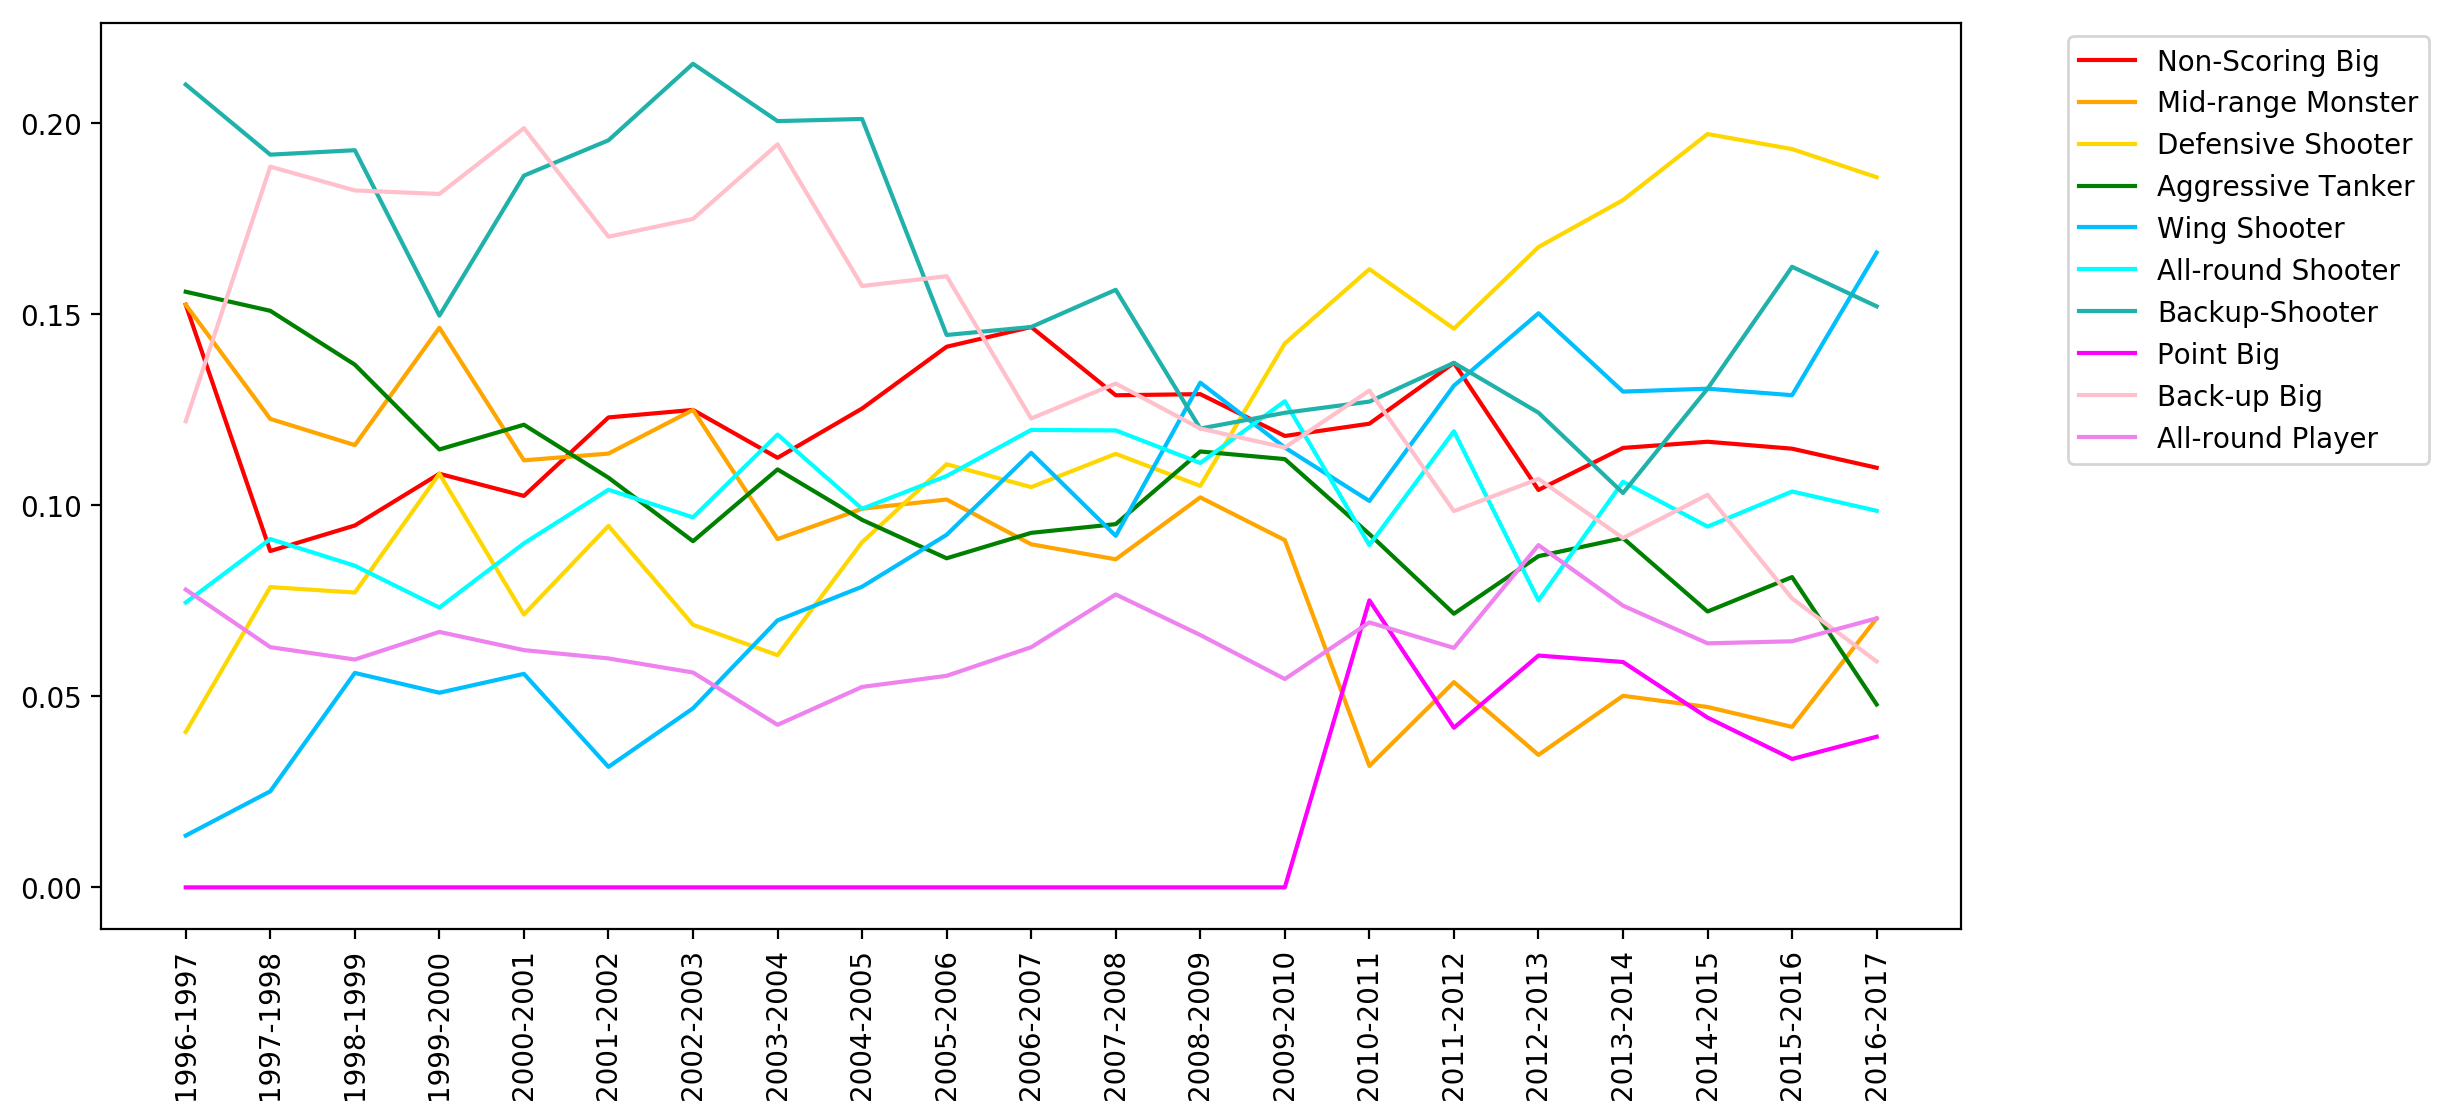 0.20
0.15
0.10
0.05
0.00
1996-1997
1997-1998
1998-1999
1999-2000
2000-2001
2001-2002
2002-2003
2003-2004
2004-2005
2005-2006
2006-2007
2007-2008
2008-2009
2009-2010
2010-2011
2011-2012
2012-2013
2013-2014
2014-2015
2015-2016
2016-2017
Non-Scoring Big
Mid-range Monster
Defensive Shooter
Aggressive Tanker
Wing Shooter
All-round Shooter
Backup-Shooter
Point Big
Back-up Big
All-round Player